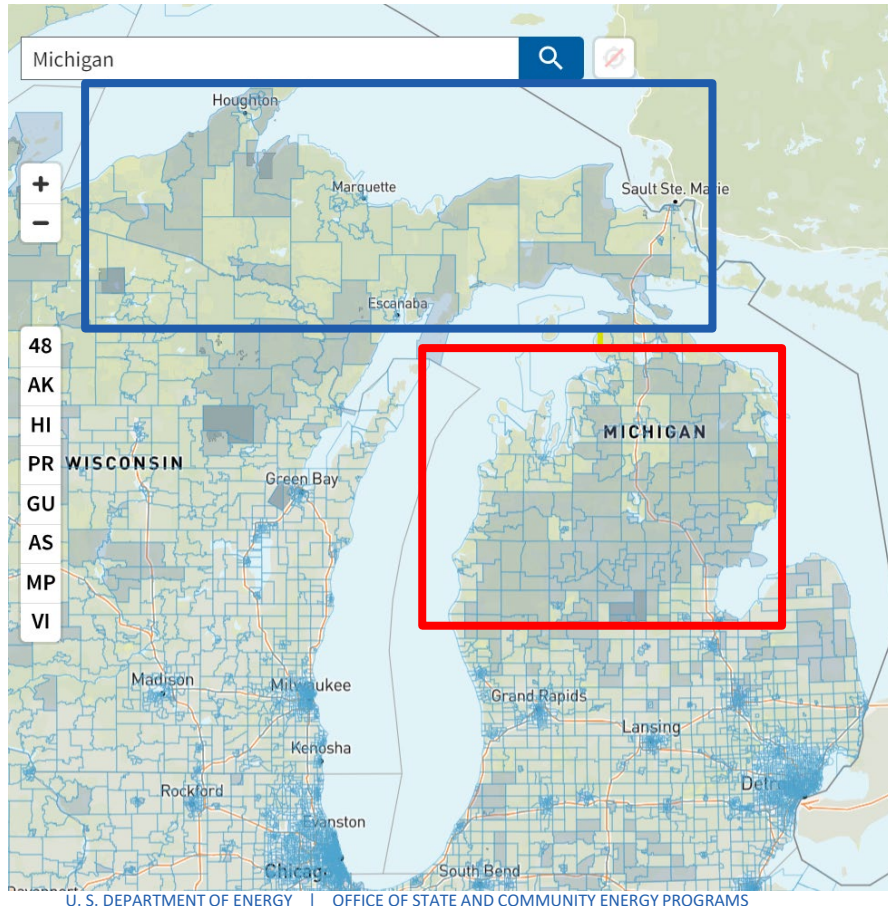 Michigan
Houghton
Marquette
Sault Ste. Marie
Escanaba
+
−
48
AK
HI
PR
GU
AS
MP
VI
MICHIGAN
WISCONSIN
Green Bay
Madison
Milwaukee
Grand Rapids
Lansing
Kenosha
Rockford
Evanston
Chicago
South Bend
U. S. DEPARTMENT OF ENERGY | OFFICE OF STATE AND COMMUNITY ENERGY PROGRAMS